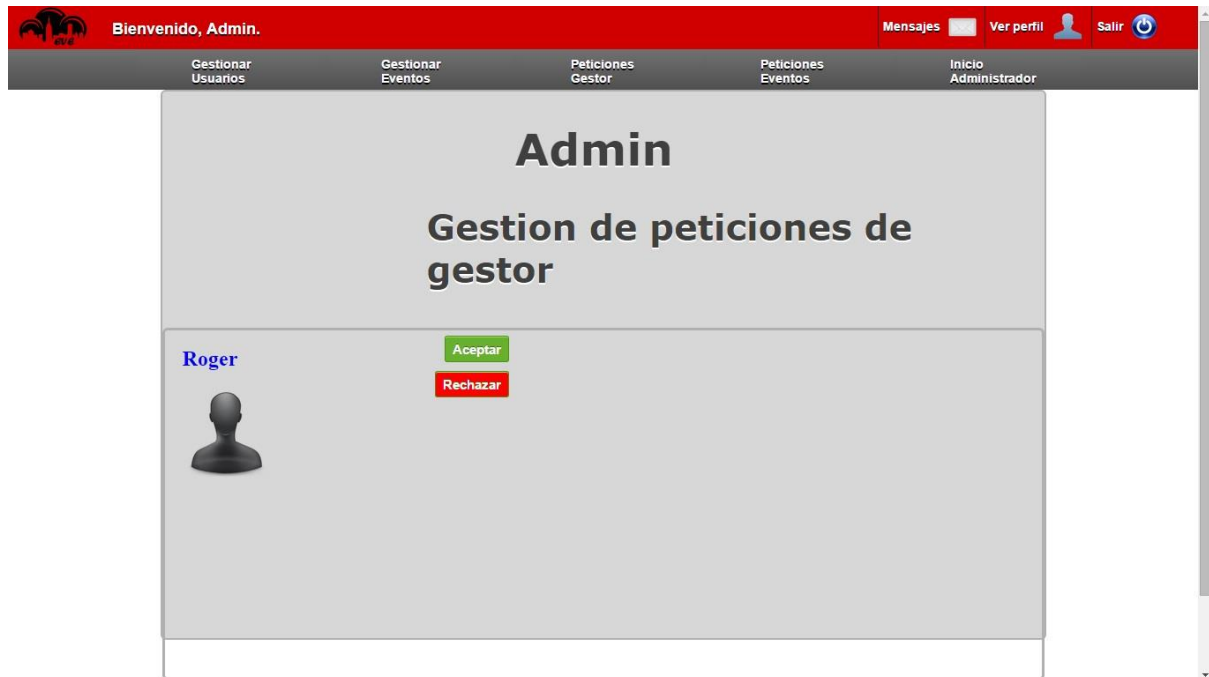 eve
Bienvenido, Admin.
Mensajes
Ver perfil
Salir
Gestionar
Usuarios
Gestionar
Eventos
Peticiones
Gestor
Peticiones
Eventos
Inicio
Administrador
Admin
Gestion de peticiones de
gestor
Roger
Aceptar
Rechazar